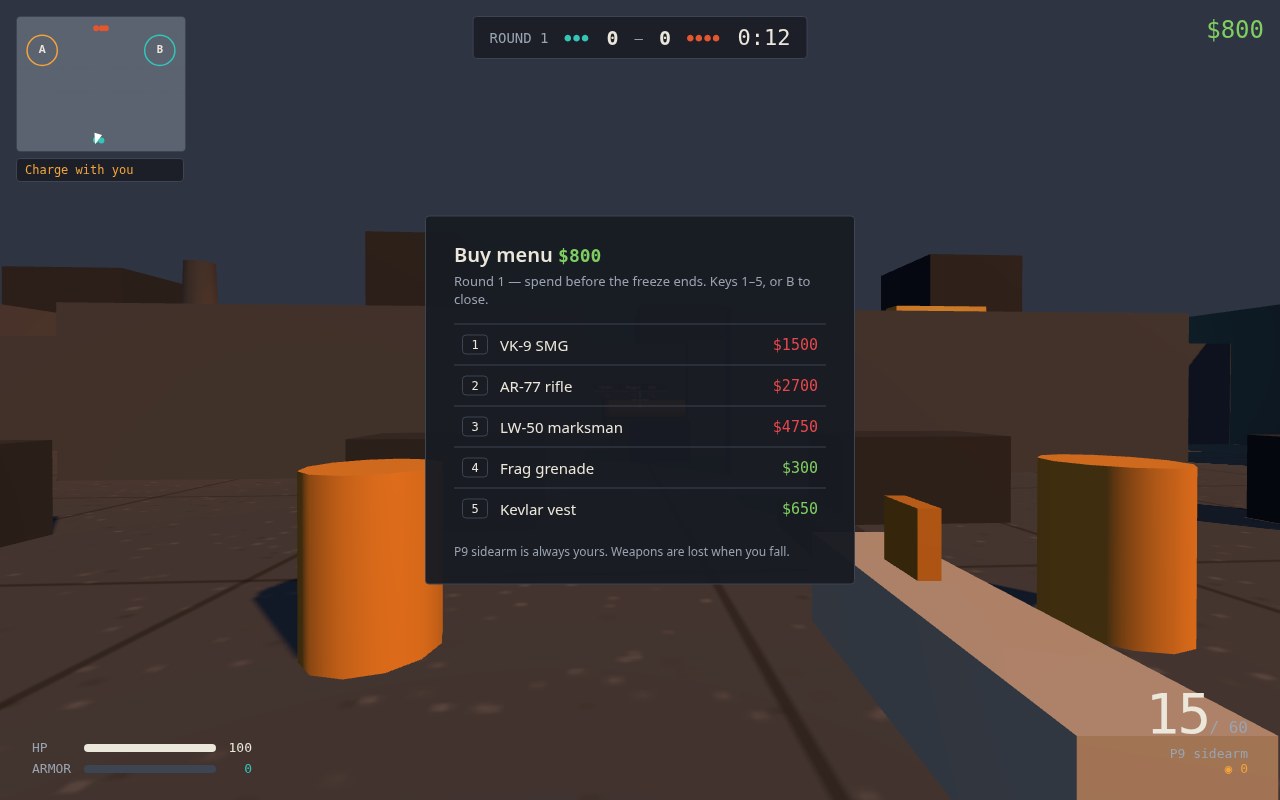 A
B
Charge with you
ROUND 1 0 — 0 0:12
$800
Buy menu $800
Round 1 — spend before the freeze ends. Keys 1–5, or B to
close.
1 VK-9 SMG $1500
2 AR-77 rifle $2700
3 LW-50 marksman $4750
4 Frag grenade $300
5 Kevlar vest $650
P9 sidearm is always yours. Weapons are lost when you fall.
HP 100
ARMOR 0
15 / 60
P9 sidearm
◉ 0